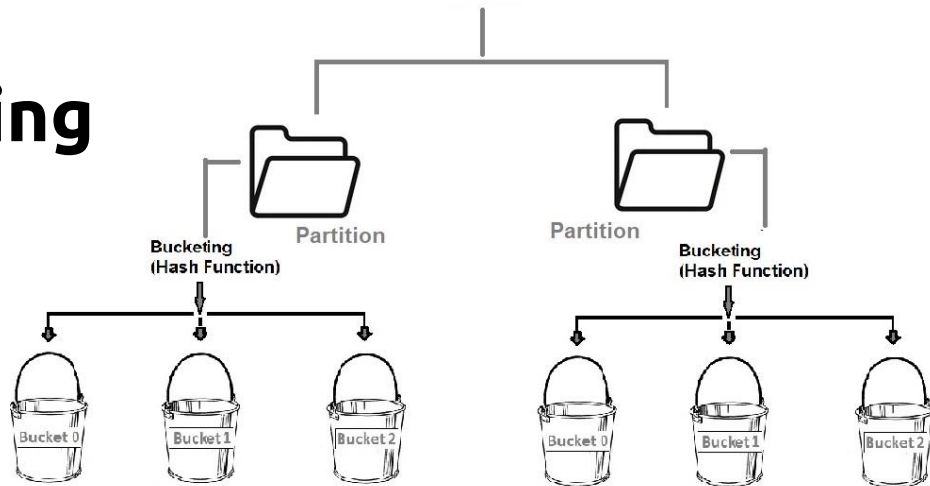 ing
Partition
Partition
Bucketing
(Hash Function)
Bucketing
(Hash Function)
Bucket 0
Bucket 1
Bucket 2
Bucket 0
Bucket 1
Bucket 2